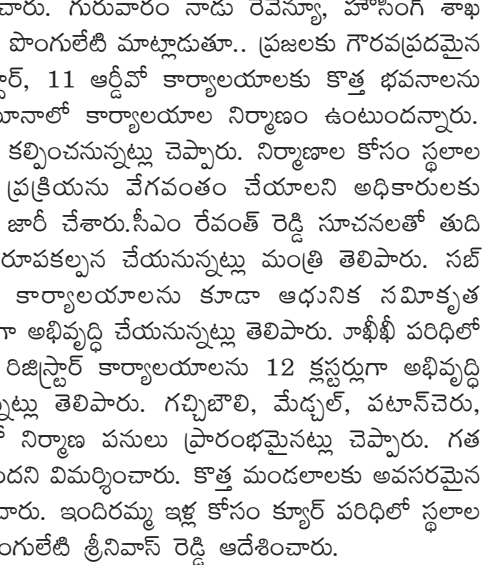 చారు. గురువారం నాడు రెవెన్యూ, హౌసింగ్ శాఖ
పొంగులేటి మాట్లాడుతూ.. ప్రజలకు గౌరవప్రదమైన
11 ఆర్డీవో కార్యాలయాలకు కొత్త భవనాలను
కార్యాలయాల నిర్మాణం ఉంటుందన్నారు.
కల్పించనున్నట్లు చెప్పారు. నిర్మాణాల కోసం స్థలాల
ప్రక్రియను వేగవంతం చేయాలని అధికారులకు
జారీ చేశారు.సీఎం రేవంత్ రెడ్డి సూచనలతో తుది
రూపకల్పన చేయనున్నట్లు మంత్రి తెలిపారు. సబ్
కార్యాలయాలను కూడా ఆధునిక సమీకృత
గా అభివృద్ధి చేయనున్నట్లు తెలిపారు. పరిధిలో
రిజిస్ట్రార్ కార్యాలయాలను 12 క్లస్టర్లుగా అభివృద్ధి
తెలిపారు. గచ్చిబౌలి, మేడ్చల్, పటాన్‌చెరు,
నిర్మాణ పనులు ప్రారంభమైనట్లు చెప్పారు. గత
విమర్శించారు. కొత్త మండలాలకు అవసరమైన
ఇందిరమ్మ ఇళ్ల కోసం క్యూర్ పరిధిలో స్థలాల
శ్రీనివాస్ రెడ్డి ఆదేశించారు.